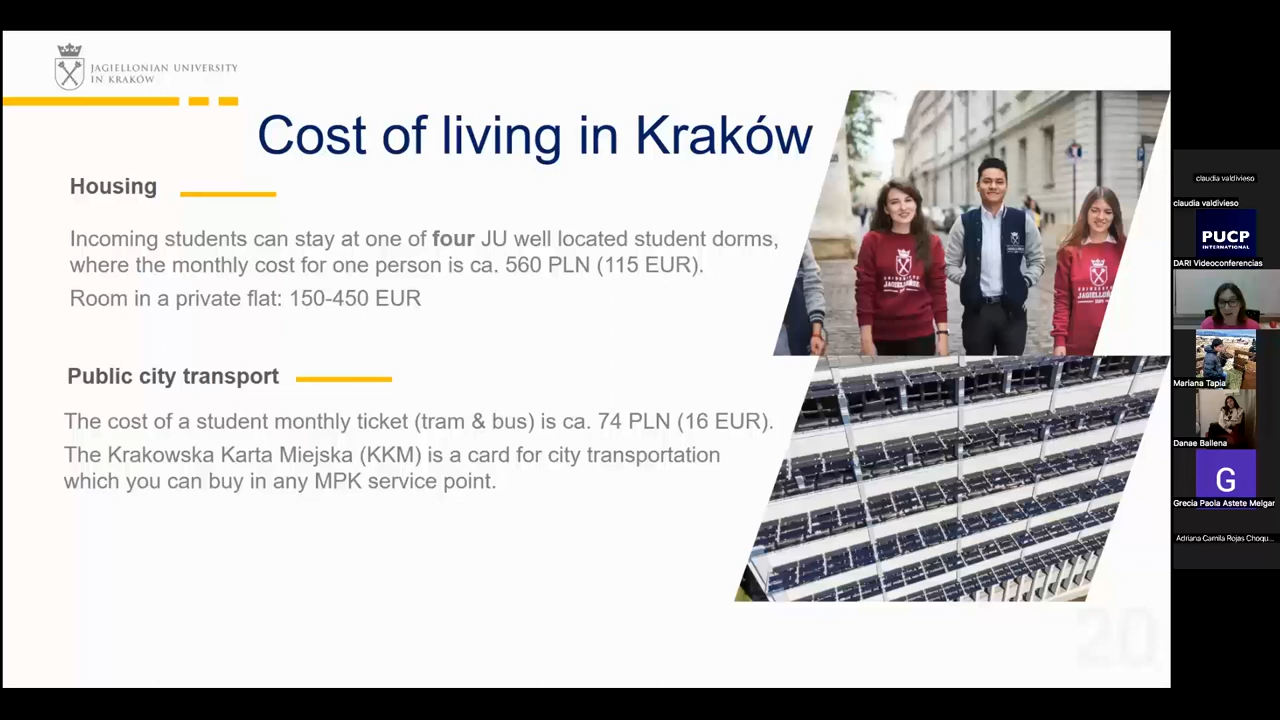 JAGIELLONIAN UNIVERSITY
IN KRAKÓW
Cost of living in Kraków
Housing
Incoming students can stay at one of four JU well located student dorms,
where the monthly cost for one person is ca. 560 PLN (115 EUR).
Room in a private flat: 150-450 EUR
Public city transport
The cost of a student monthly ticket (tram & bus) is ca. 74 PLN (16 EUR).
The Krakowska Karta Miejska (KKM) is a card for city transportation
which you can buy in any MPK service point.
20
claudia valdivieso
claudia valdivieso
PUCP
INTERNATIONAL
DARI Videoconferencias
Mariana Tapia
Danae Ballena
G
Grecia Paola Astete Melgar
Adriana Camila Rojas Choqu...